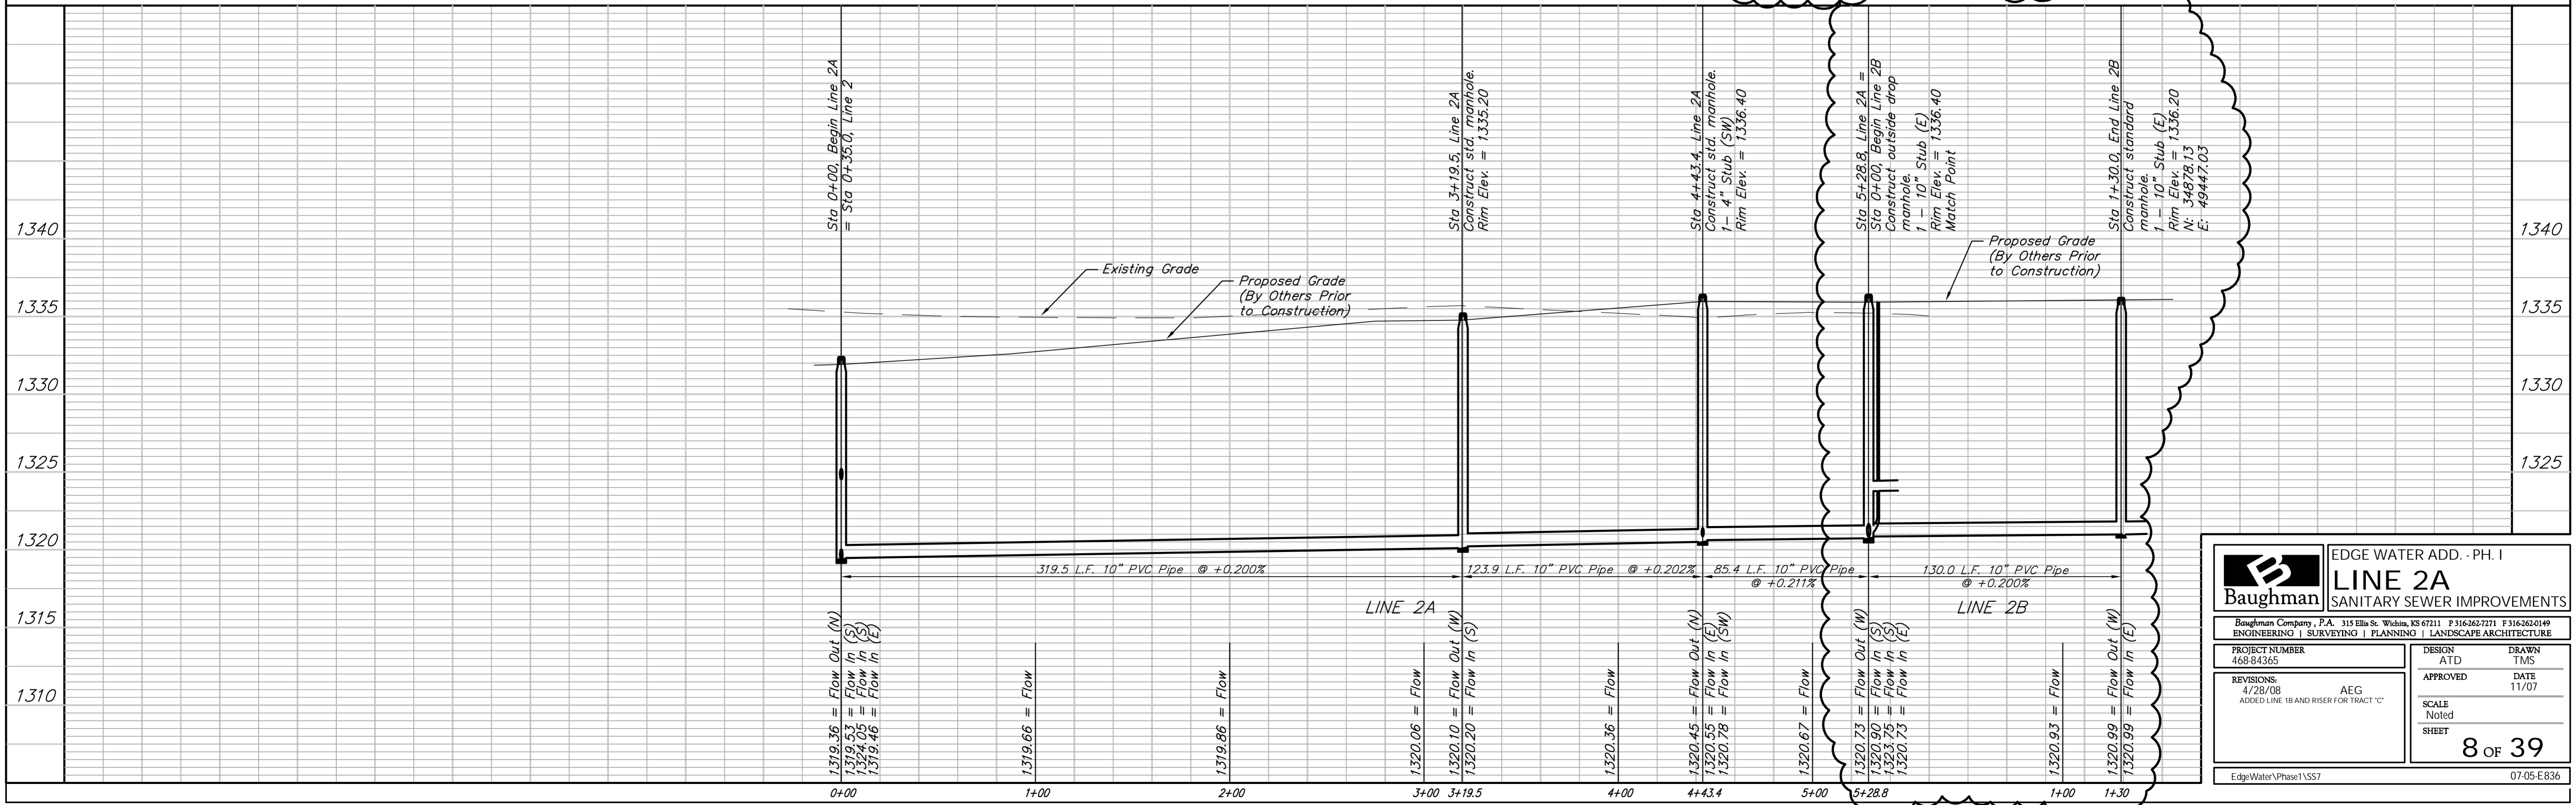 Sta 0+00, Begin Line 2A
= Sta 0+35.0, Line 2
Sta 3+19.5, Line 2A
Construct std. manhole.
Rim Elev. = 1335.20
Sta 4+43.4, Line 2A
Construct std. manhole.
1- 4" Stub (SW)
Rim Elev. = 1336.40
Sta 5+28.8, Line 2A =
Sta 0+00, Begin Line 2B
Construct outside drop
manhole.
1 - 10" Stub (E)
Rim Elev. = 1336.40
Match Point
Sta 1+30.0, End Line 2B
Construct standard
manhole.
1 - 10" Stub (E)
Rim Elev. = 1336.20
N: 34878.13
E: 49447.03
1340
1335
1330
1325
1320
1315
1310
1340
1335
1330
1325
Existing Grade
Proposed Grade
(By Others Prior
to Construction)
Proposed Grade
(By Others Prior
to Construction)
319.5 L.F. 10" PVC Pipe @ +0.200%
123.9 L.F. 10" PVC Pipe @ +0.202%
85.4 L.F. 10" PVC Pipe
@ +0.211%
130.0 L.F. 10" PVC Pipe
@ +0.200%
LINE 2A
LINE 2B
1319.36 = Flow Out (N)
1319.53 = Flow In (S)
1324.05 = Flow In (S)
1319.46 = Flow In (E)
1319.66 = Flow
1319.86 = Flow
1320.06 = Flow
1320.10 = Flow Out (W)
1320.20 = Flow In (S)
1320.36 = Flow
1320.45 = Flow Out (N)
1320.55 = Flow In (E)
1320.78 = Flow In (SW)
1320.67 = Flow
1320.73 = Flow Out (W)
1320.90 = Flow In (S)
1323.75 = Flow In (S)
1320.73 = Flow In (E)
1320.93 = Flow
1320.99 = Flow Out (W)
1320.99 = Flow In (E)
0+00 1+00 2+00 3+00 3+19.5 4+00 4+43.4 5+00 5+28.8 1+00 1+30
B
Baughman
EDGE WATER ADD. - PH. I
LINE 2A
SANITARY SEWER IMPROVEMENTS
Baughman Company, P.A. 315 Ellis St. Wichita, KS 67211 P 316-262-7271 F 316-262-0149
ENGINEERING | SURVEYING | PLANNING | LANDSCAPE ARCHITECTURE
PROJECT NUMBER
468-84365
REVISIONS:
4/28/08 AEG
ADDED LINE 1B AND RISER FOR TRACT "C"
DESIGN
ATD
DRAWN
TMS
APPROVED
DATE
11/07
SCALE
Noted
SHEET
8 OF 39
EdgeWater\Phase1\SS7
07-05-E836